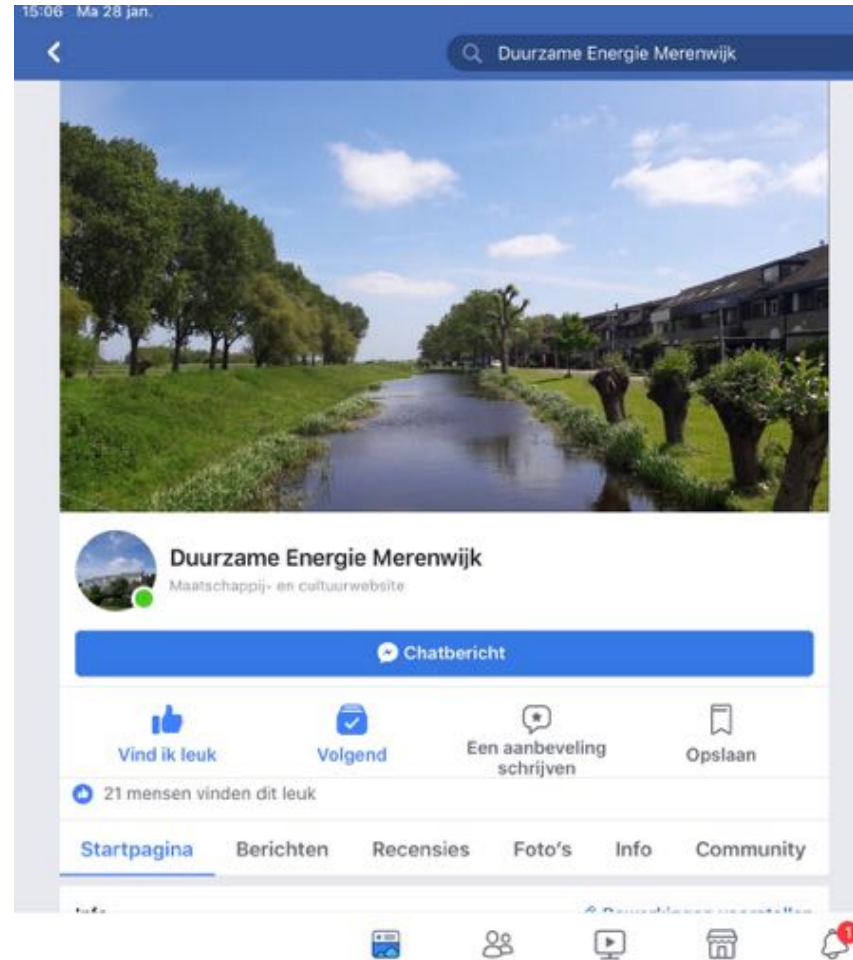 15:06 Ma 28 jan.
Duurzame Energie Merenwijk
Duurzame Energie Merenwijk
Maatschappij- en cultuurwebsite
Chatbericht
Vind ik leuk
Volgend
Een aanbeveling
schrijven
Opslaan
21 mensen vinden dit leuk
Startpagina Berichten Recensies Foto's Info Community
1